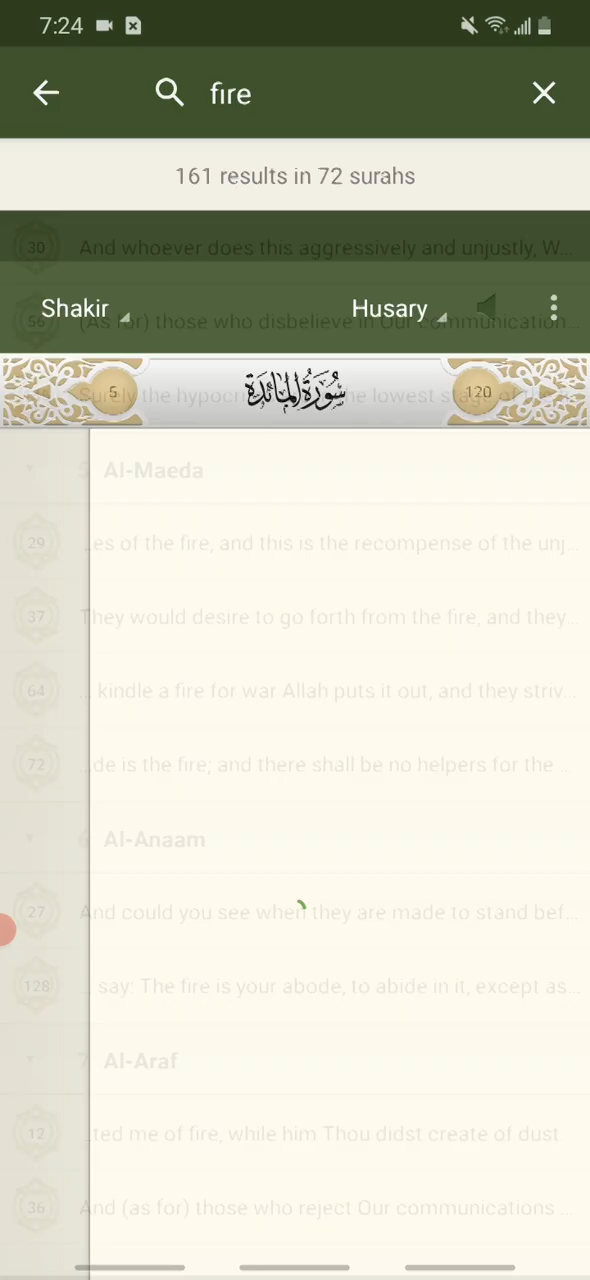 7:24
fire
161 results in 72 surahs
30 And whoever does this aggressively and unjustly, W...
Shakir Husary
56 (As for) those who disbelieve in Our communication...
5 سُورَةُ المَائِدَة 120
Surely the hypocr... the lowest stage of the
5 Al-Maeda
29 ...es of the fire, and this is the recompense of the unj...
37 They would desire to go forth from the fire, and they...
64 ... kindle a fire for war Allah puts it out, and they striv...
72 ...de is the fire; and there shall be no helpers for the ...
6 Al-Anaam
27 And could you see when they are made to stand bef...
128 ... say: The fire is your abode, to abide in it, except as...
7 Al-Araf
12 ...ted me of fire, while him Thou didst create of dust
36 And (as for) those who reject Our communications ...